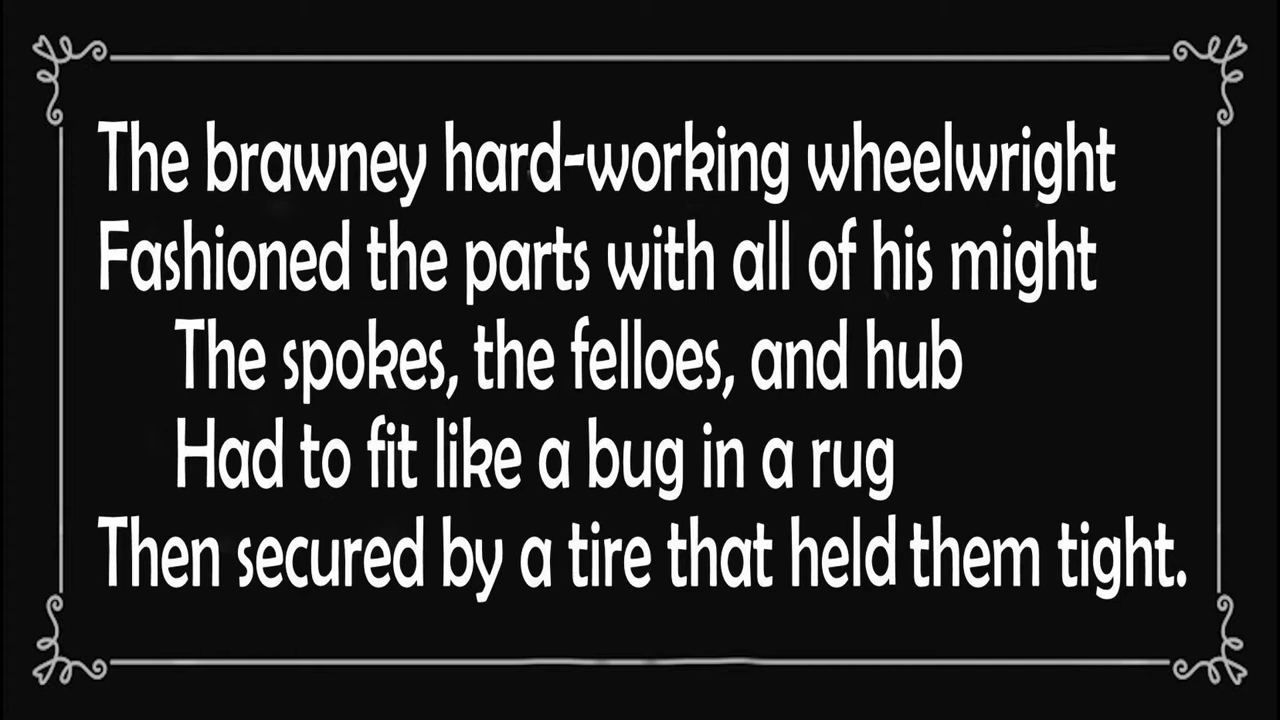 The brawney hard-working wheelwright
Fashioned the parts with all of his might
The spokes, the felloes, and hub
Had to fit like a bug in a rug
Then secured by a tire that held them tight.